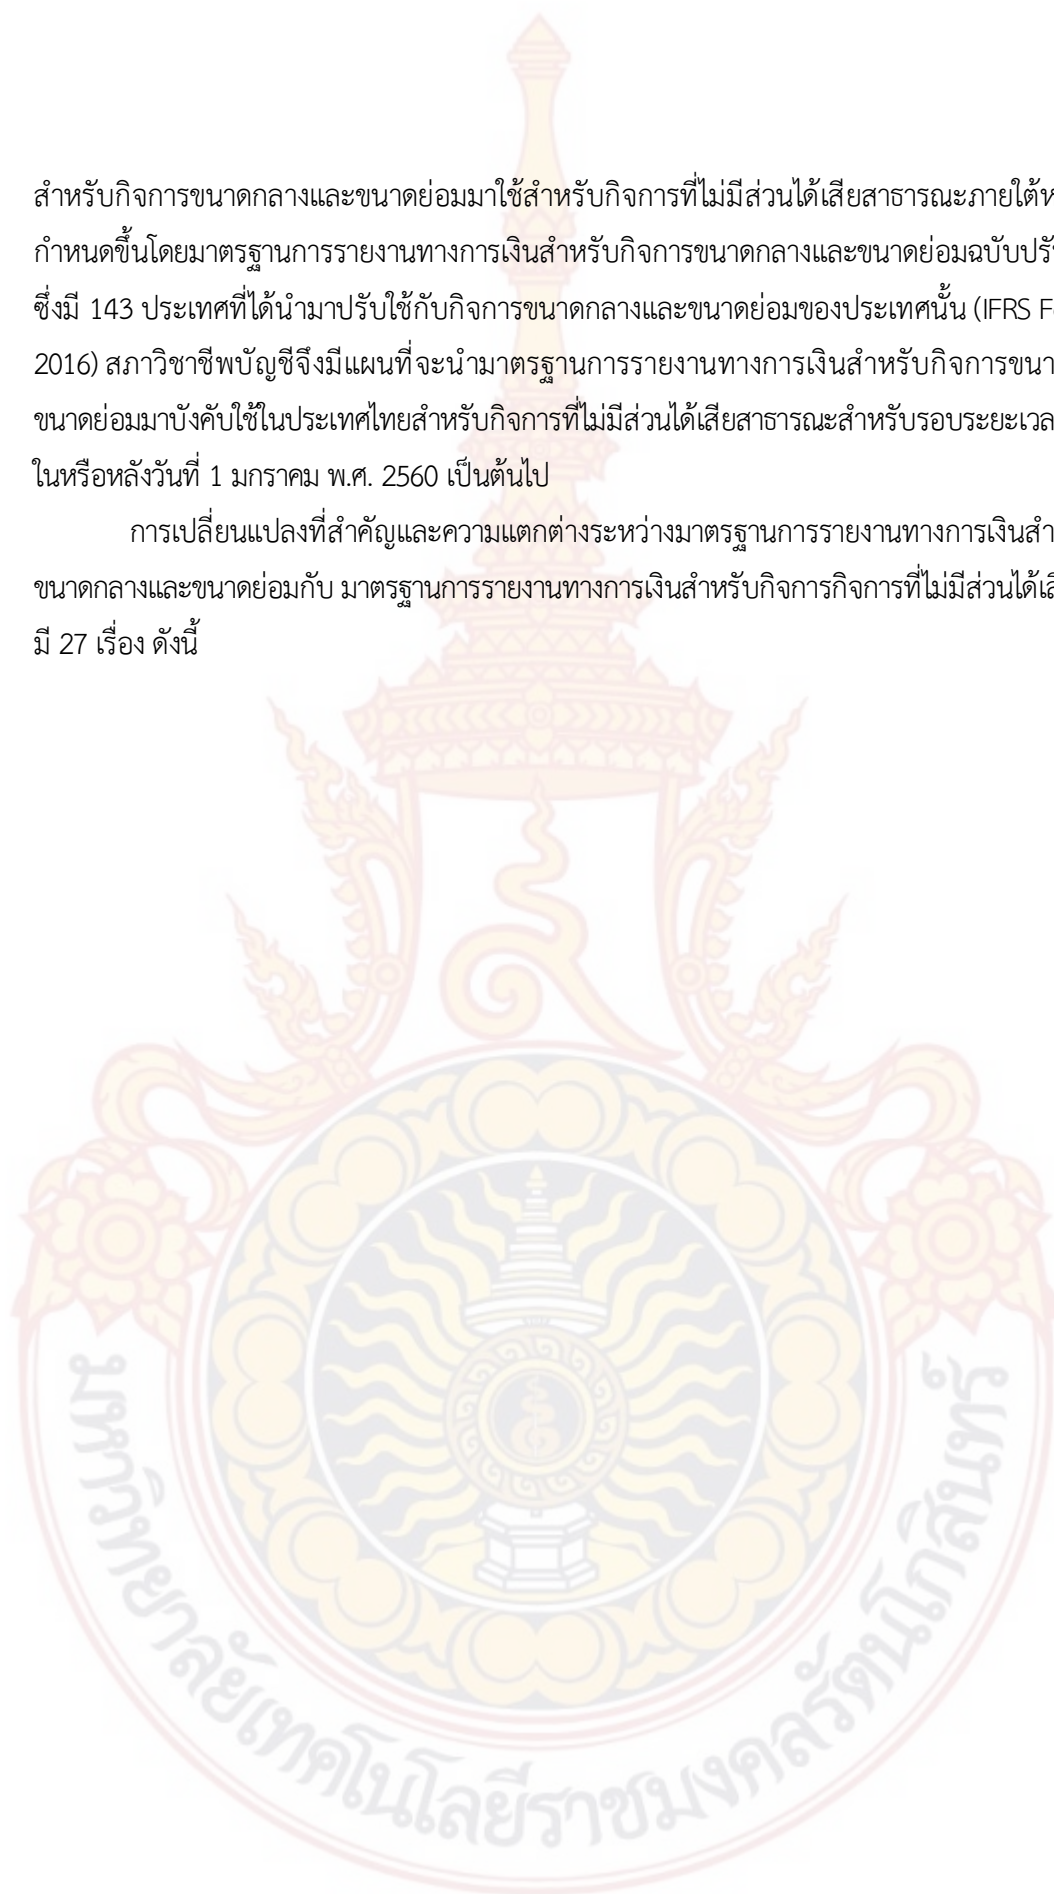 สำหรับกิจการขนาดกลางและขนาดย่อมมาใช้สำหรับกิจการที่ไม่มีส่วนได้เสียสาธารณะภายใต้
กำหนดขึ้นโดยมาตรฐานการรายงานทางการเงินสำหรับกิจการขนาดกลางและขนาดย่อมฉบับ
ซึ่งมี 143 ประเทศที่ได้นำมาปรับใช้กับกิจการขนาดกลางและขนาดย่อมของประเทศนั้น (IFRS
2016) สภาวิชาชีพบัญชีจึงมีแผนที่จะนำมาตรฐานการรายงานทางการเงินสำหรับกิจการ
ขนาดย่อมมาบังคับใช้ในประเทศไทยสำหรับกิจการที่ไม่มีส่วนได้เสียสาธารณะสำหรับรอบระยะเวลา
ในหรือหลังวันที่ 1 มกราคม พ.ศ. 2560 เป็นต้นไป
การเปลี่ยนแปลงที่สำคัญและความแตกต่างระหว่างมาตรฐานการรายงานทางการเงิน
ขนาดกลางและขนาดย่อมกับ มาตรฐานการรายงานทางการเงินสำหรับกิจการกิจการที่ไม่มีส่วนได้
มี 27 เรื่อง ดังนี้
มหาวิทยาลัยเทคโนโลยีราชมงคลรัตนโกสินทร์